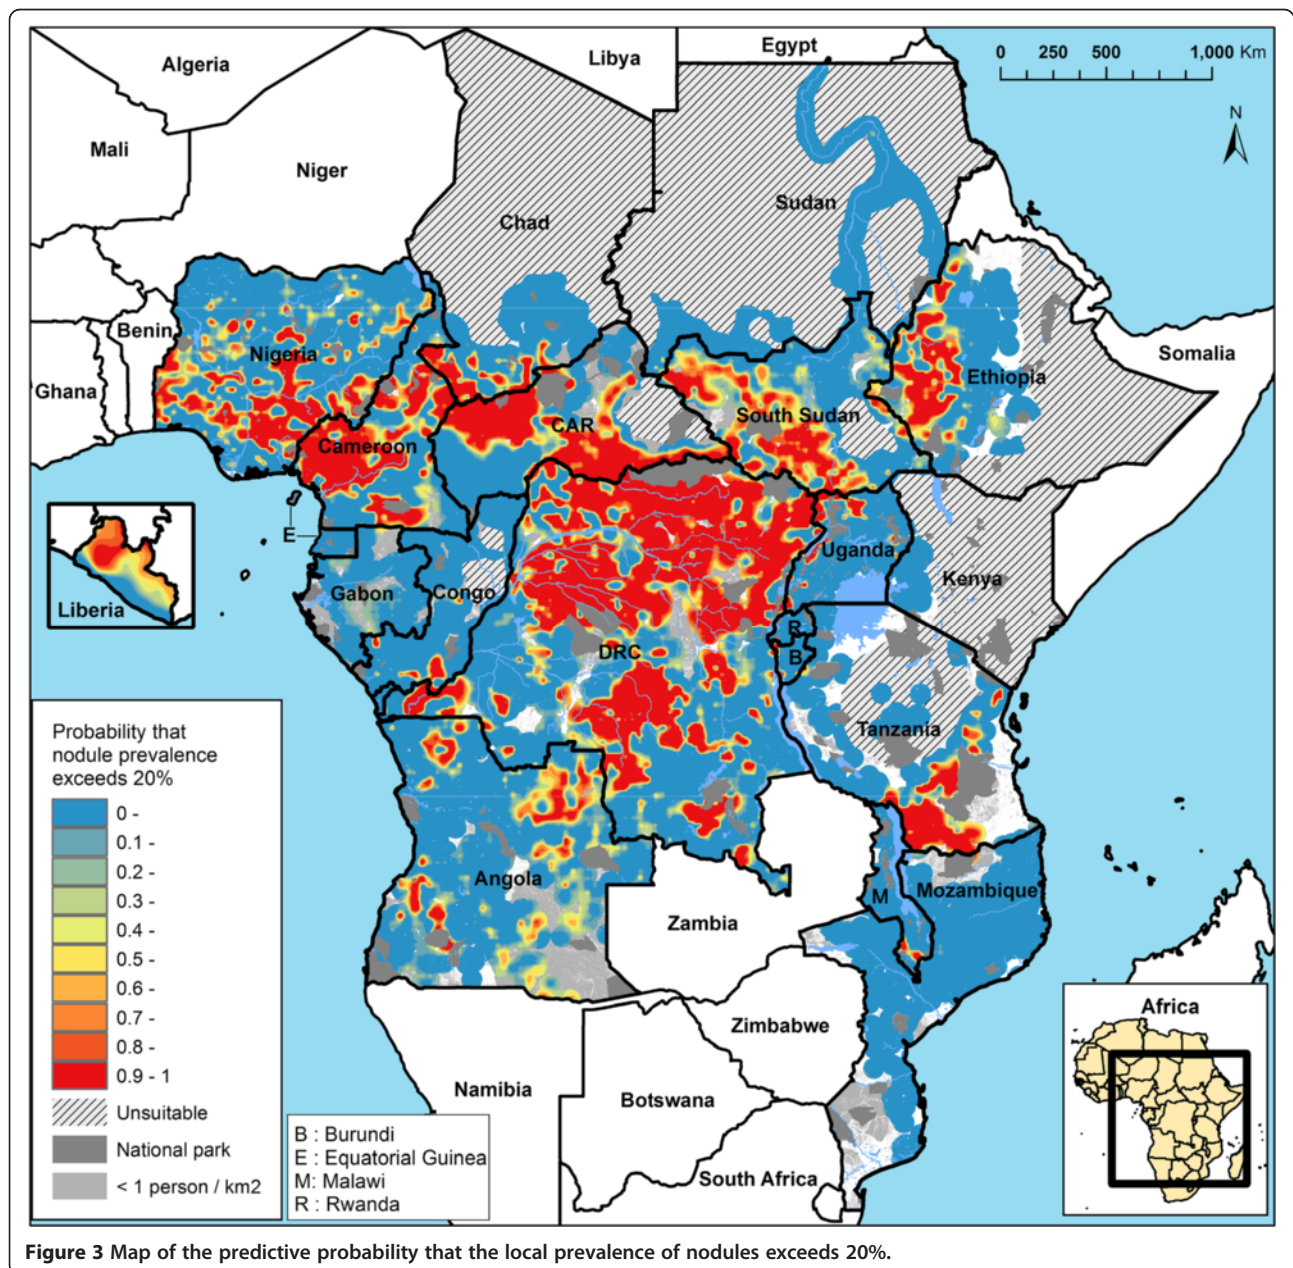 Algeria
Libya
Egypt
0 250 500 1,000 Km
N
Mali
Niger
Chad
Sudan
Benin
Nigeria
Ghana
Somalia
Ethiopia
Cameroon
CAR
South Sudan
E
Uganda
Kenya
Gabon
Congo
Liberia
R
B
DRC
Tanzania
Angola
M
Mozambique
Zambia
Zimbabwe
Namibia
Botswana
South Africa
Africa
Probability that
nodule prevalence
exceeds 20%
0 -
0.1 -
0.2 -
0.3 -
0.4 -
0.5 -
0.6 -
0.7 -
0.8 -
0.9 - 1
Unsuitable
National park
< 1 person / km2
B : Burundi
E : Equatorial Guinea
M: Malawi
R : Rwanda
Figure 3 Map of the predictive probability that the local prevalence of nodules exceeds 20%.